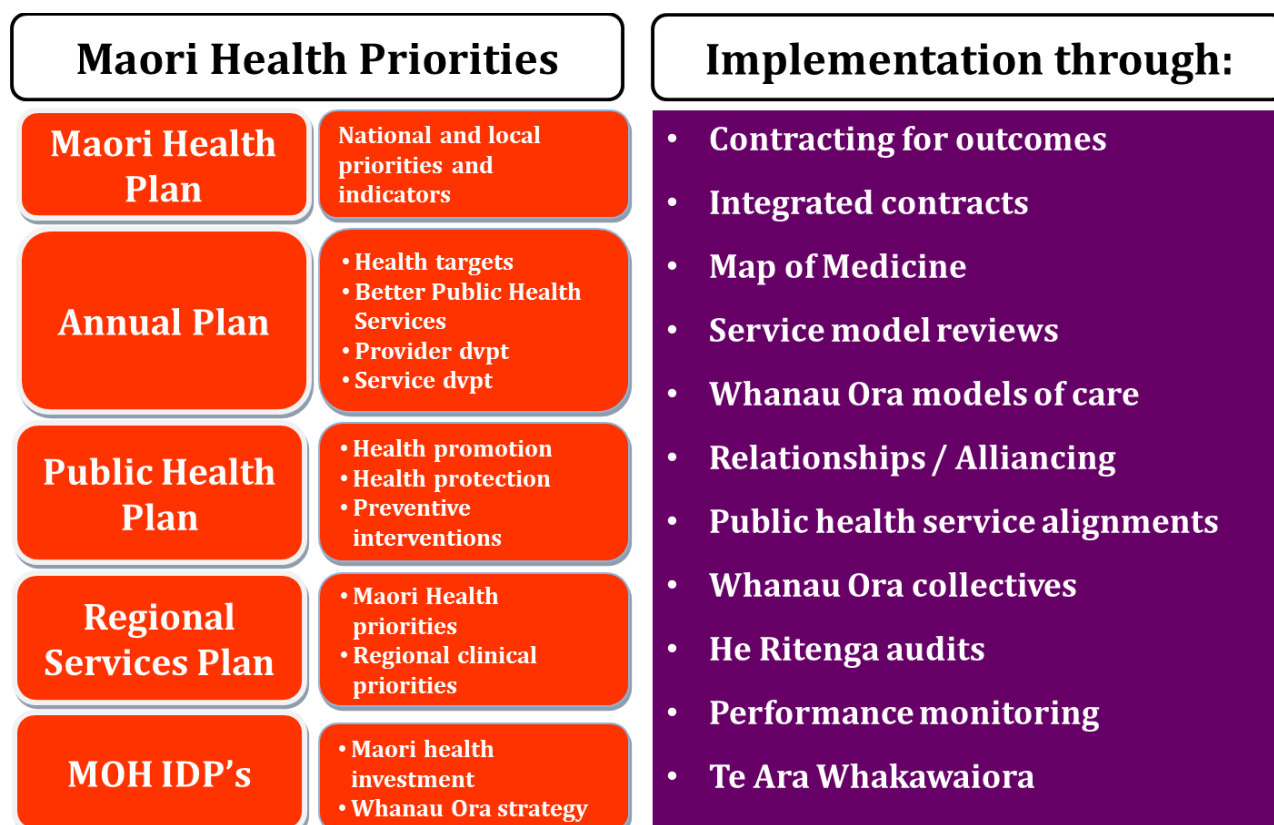 Maori Health Priorities
Maori Health
Plan
National and local
priorities and
indicators
Annual Plan
• Health targets
• Better Public Health
Services
• Provider dvpt
• Service dvpt
Public Health
Plan
• Health promotion
• Health protection
• Preventive
interventions
Regional
Services Plan
• Maori Health
priorities
• Regional clinical
priorities
MOH IDP’s
• Maori health
investment
• Whanau Ora strategy
Implementation through:
• Contracting for outcomes
• Integrated contracts
• Map of Medicine
• Service model reviews
• Whanau Ora models of care
• Relationships / Alliancing
• Public health service alignments
• Whanau Ora collectives
• He Ritenga audits
• Performance monitoring
• Te Ara Whakawaiora